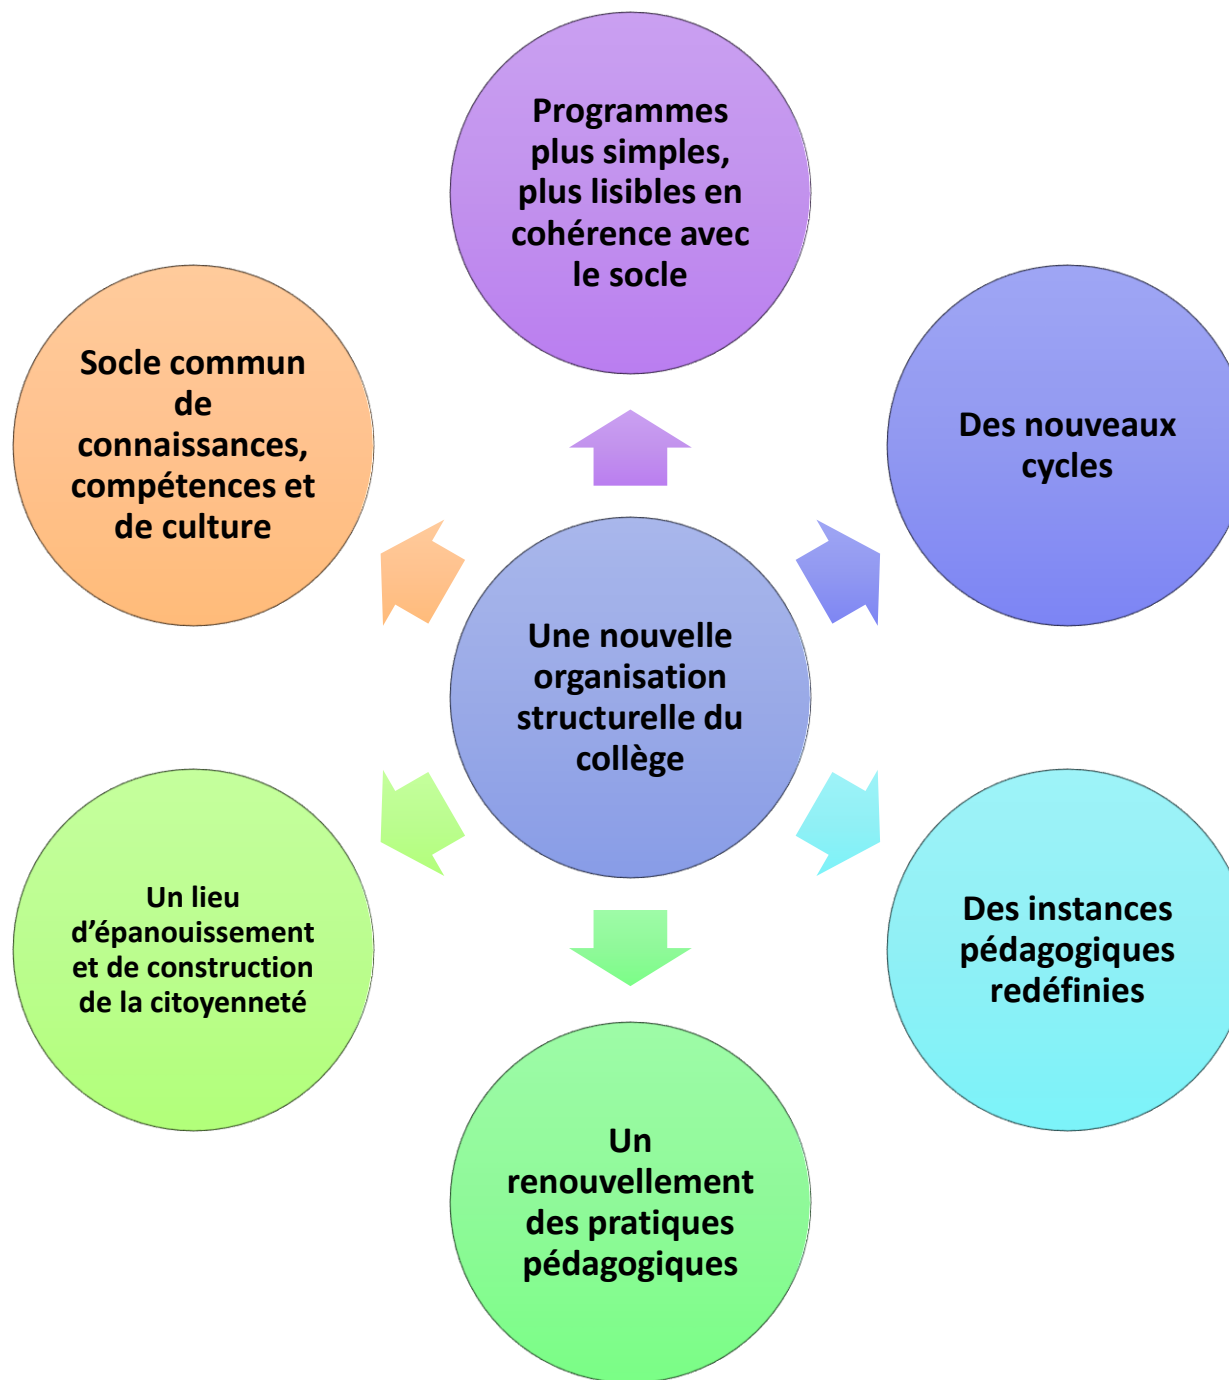 Programmes
plus simples,
plus lisibles en
cohérence avec
le socle
Socle commun
de
connaissances,
compétences et
de culture
Des nouveaux
cycles
Une nouvelle
organisation
structurelle du
collège
Un lieu
d’épanouissement
et de construction
de la citoyenneté
Des instances
pédagogiques
redéfinies
Un
renouvellement
des pratiques
pédagogiques